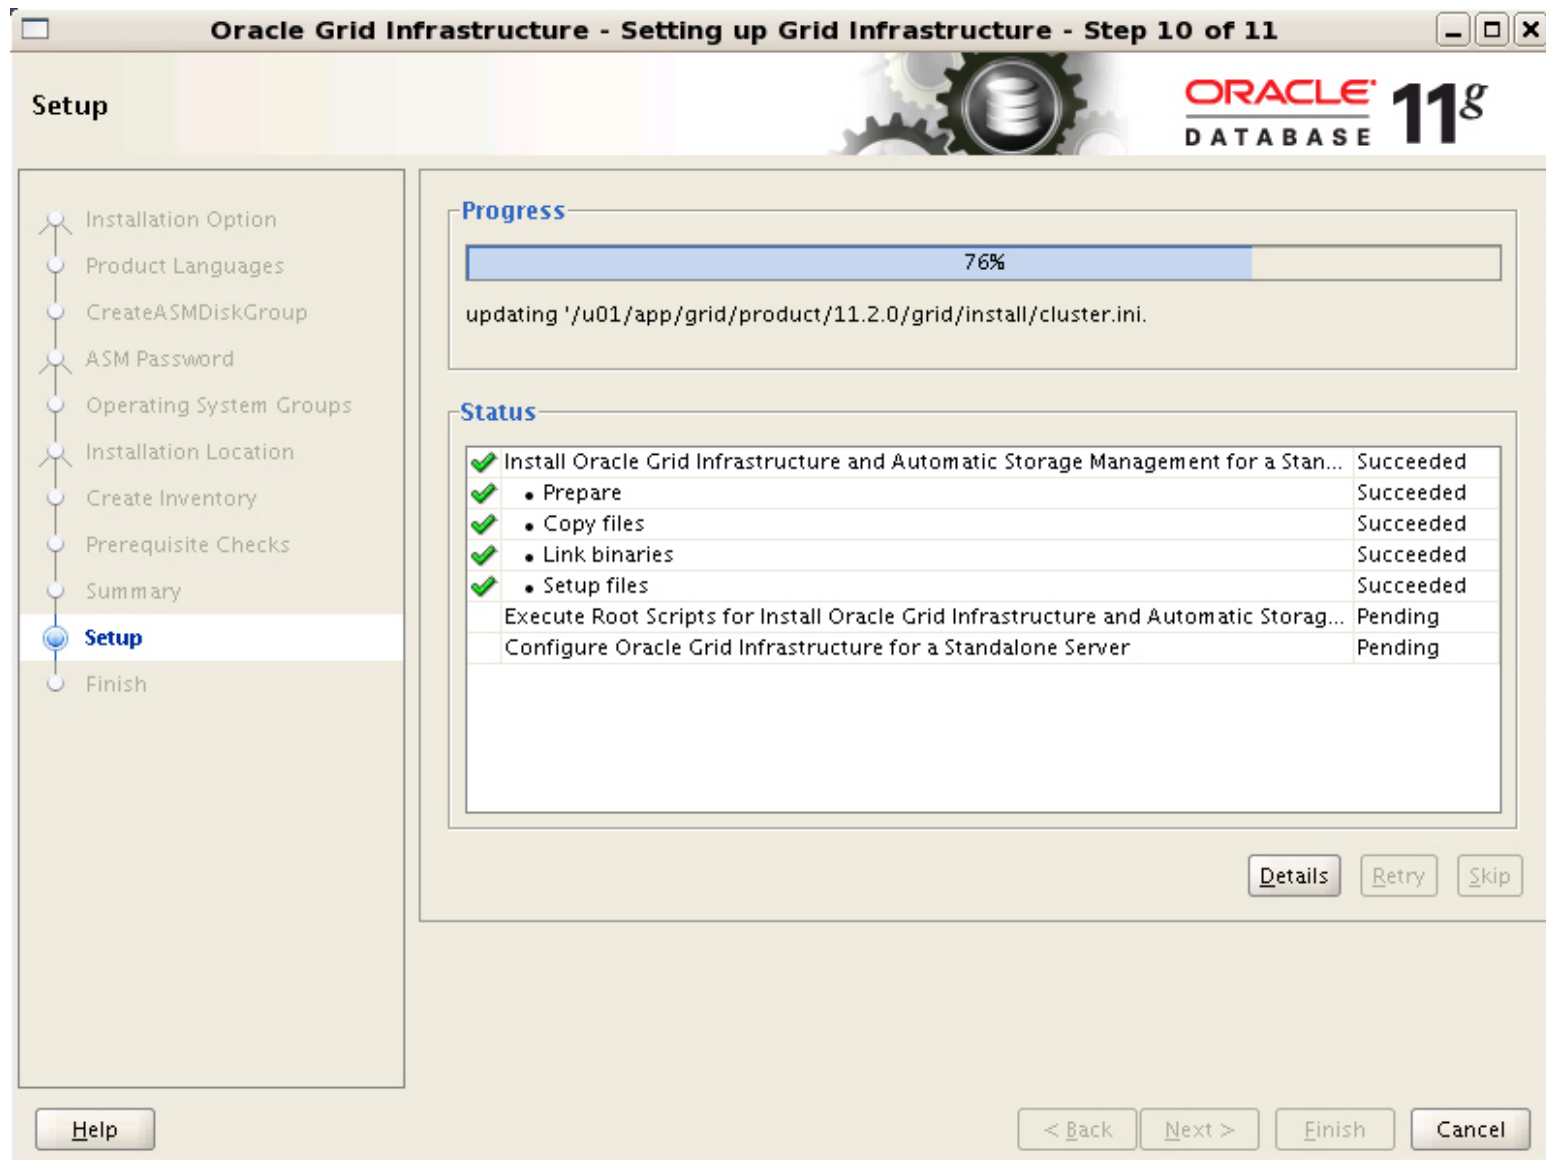 Oracle Grid Infrastructure - Setting up Grid Infrastructure - Step 10 of 11
Setup
ORACLE
DATABASE
11g
Installation Option
Product Languages
CreateASMDiskGroup
ASM Password
Operating System Groups
Installation Location
Create Inventory
Prerequisite Checks
Summary
Setup
Finish
Progress
76%
updating '/u01/app/grid/product/11.2.0/grid/install/cluster.ini.
Status
Install Oracle Grid Infrastructure and Automatic Storage Management for a Stan... Succeeded
• Prepare Succeeded
• Copy files Succeeded
• Link binaries Succeeded
• Setup files Succeeded
Execute Root Scripts for Install Oracle Grid Infrastructure and Automatic Storag... Pending
Configure Oracle Grid Infrastructure for a Standalone Server Pending
Details Retry Skip
Help < Back Next > Finish Cancel